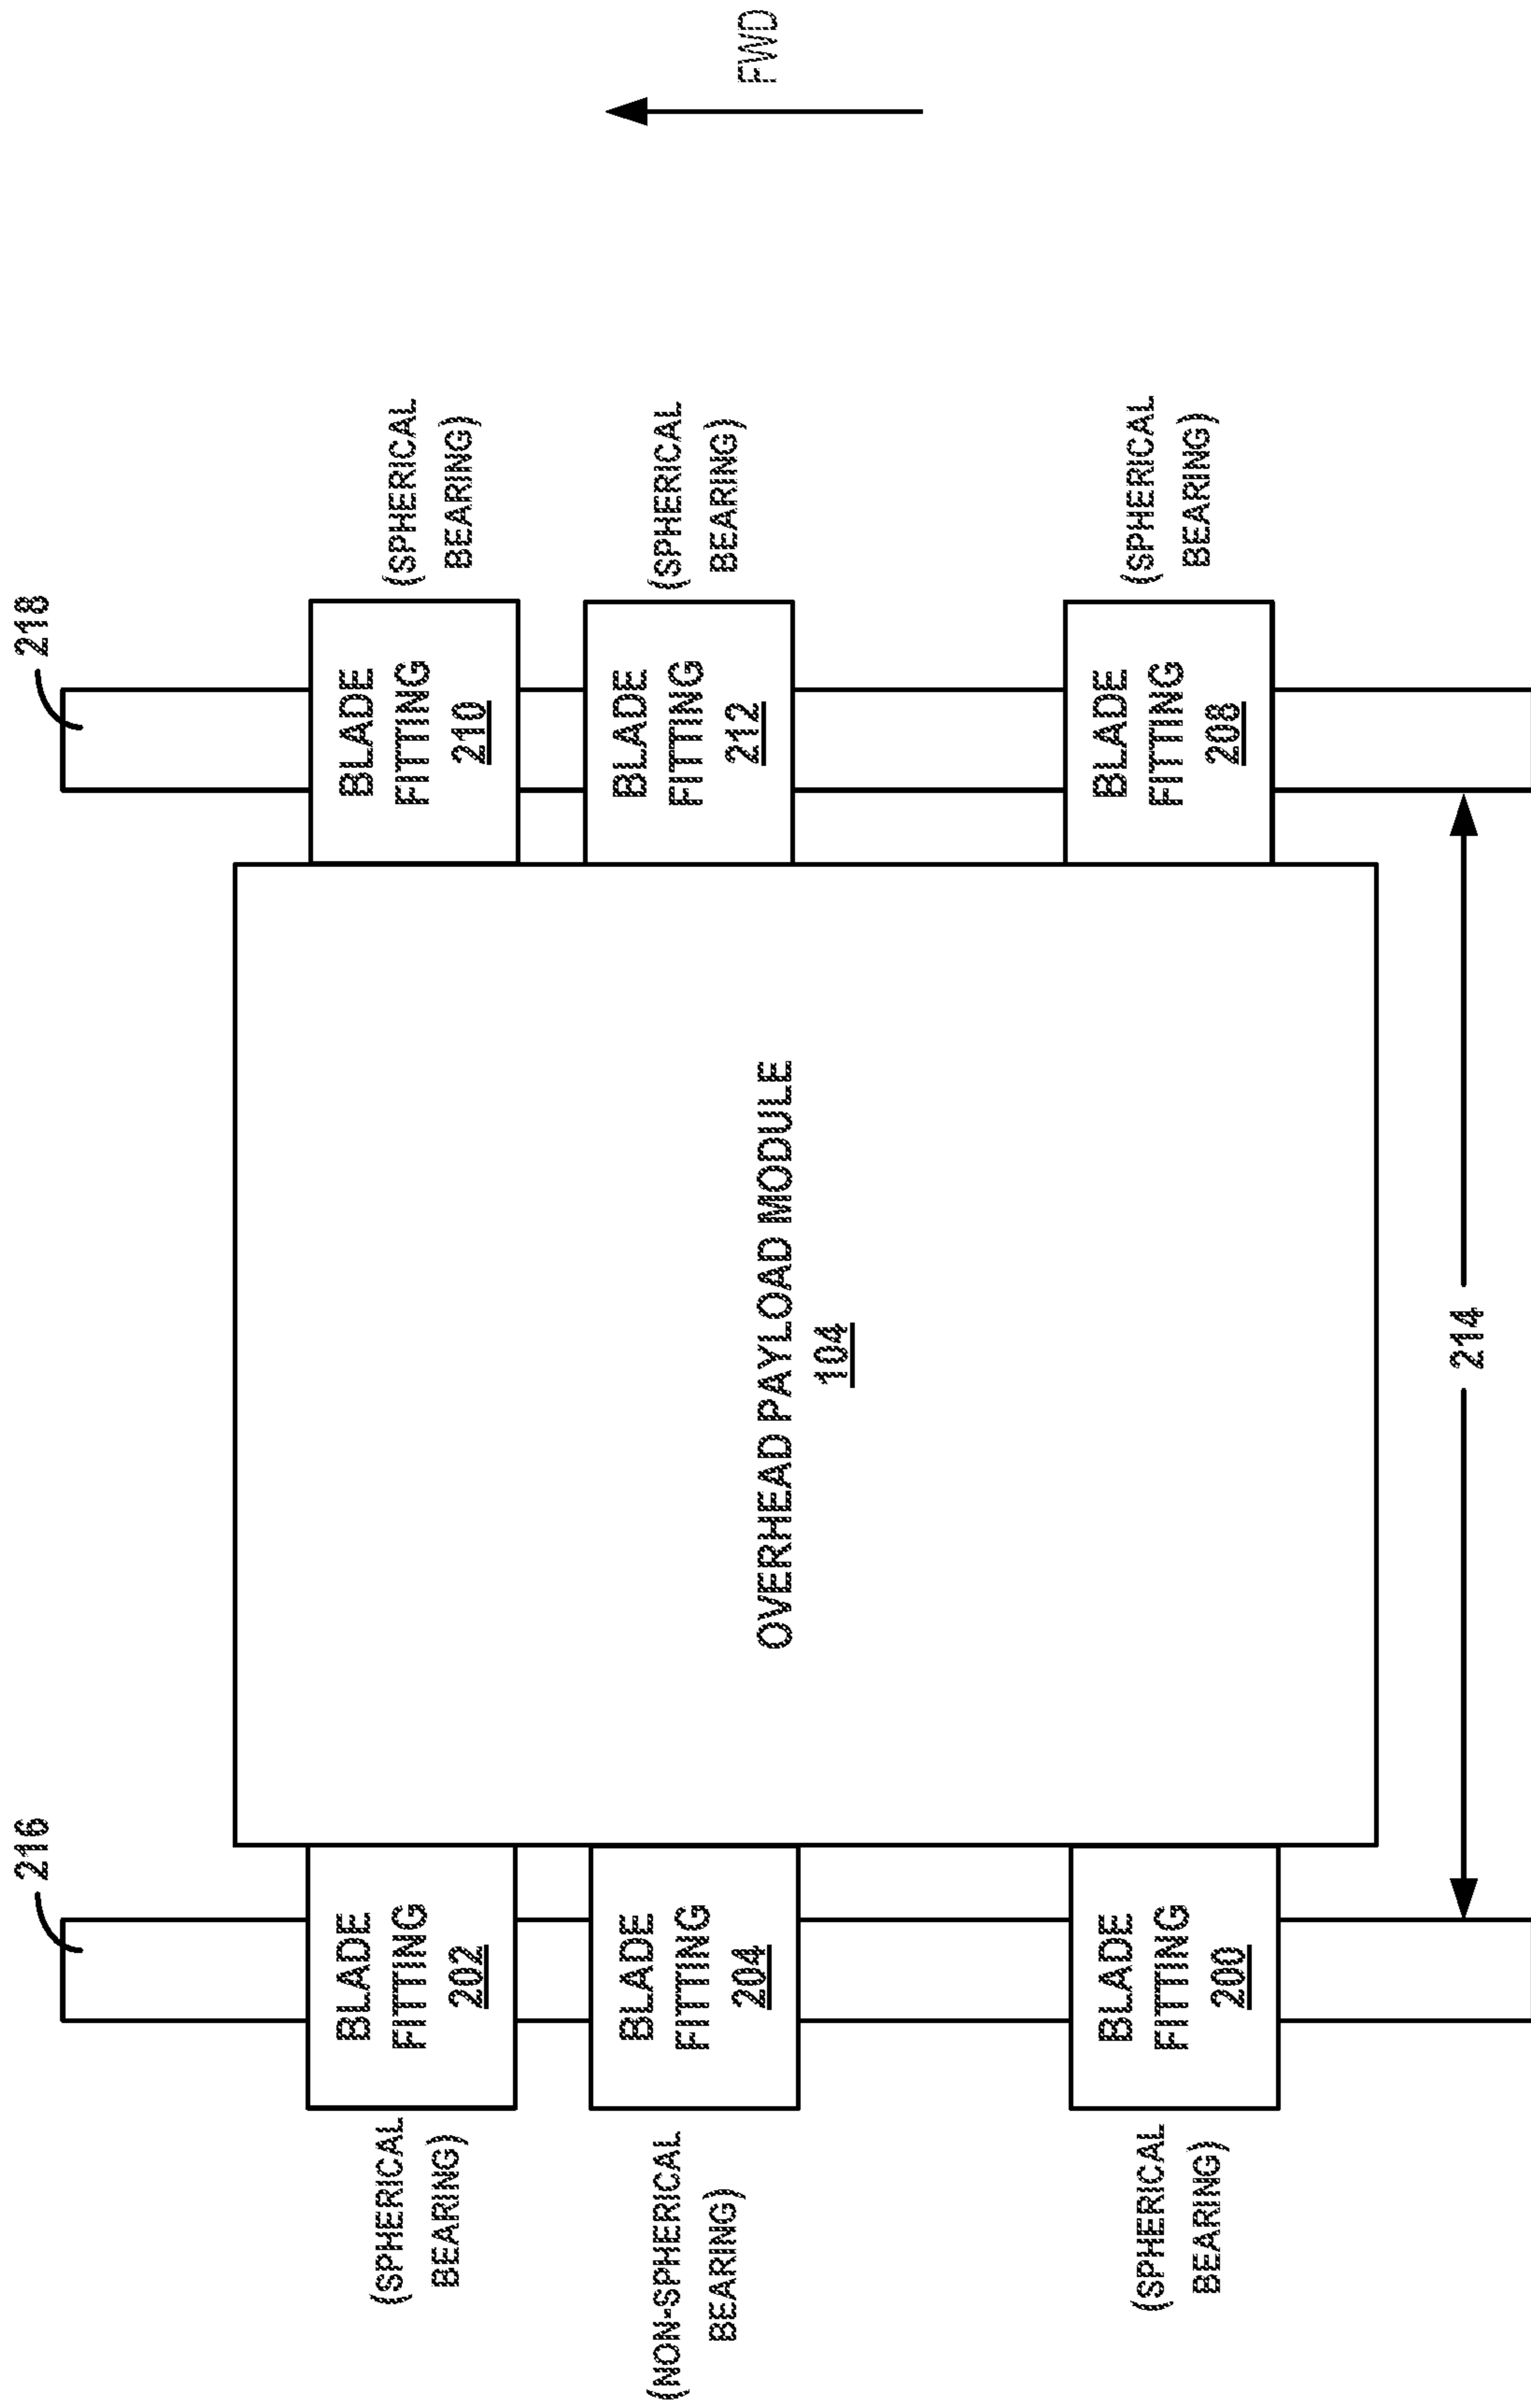 216
218
(SPHERICAL
BEARING)
BLADE
FITTING
202
BLADE
FITTING
210
(SPHERICAL
BEARING)
(NON-SPHERICAL
BEARING)
BLADE
FITTING
204
OVERHEAD PAYLOAD MODULE
104
BLADE
FITTING
212
(SPHERICAL
BEARING)
FWD
(SPHERICAL
BEARING)
BLADE
FITTING
200
BLADE
FITTING
208
(SPHERICAL
BEARING)
214